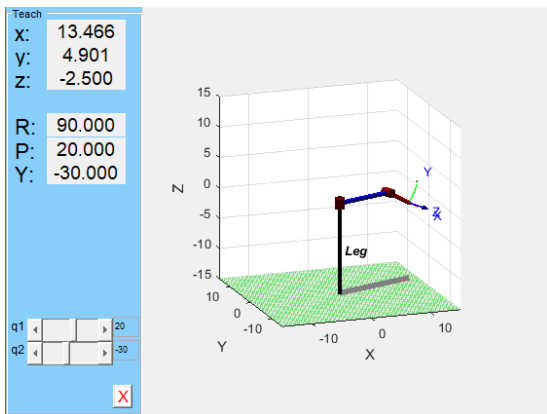 Teach
x: 13.466
y: 4.901
z: -2.500
R: 90.000
P: 20.000
Y: -30.000
q1 20
q2 -30
X
15
10
5
0
-5
-10
-15
Z
10
0
-10
Y
-10
0
10
X
Leg
Y
Z
X